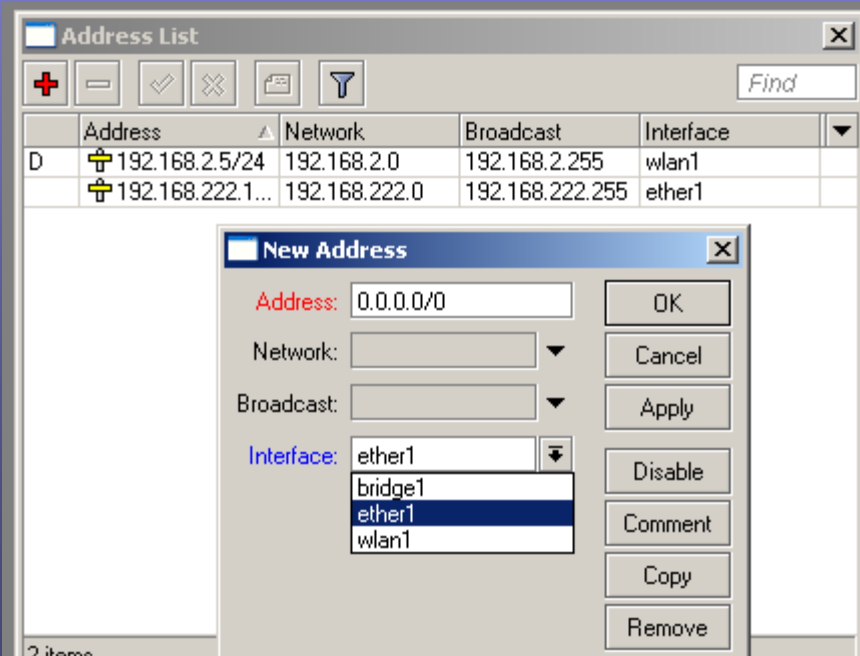 Address List
Find
Address Network Broadcast Interface
D 192.168.2.5/24 192.168.2.0 192.168.2.255 wlan1
192.168.222.1... 192.168.222.0 192.168.222.255 ether1
New Address
Address: 0.0.0.0/0 OK
Network: Cancel
Broadcast: Apply
Interface: ether1 Disable
bridge1
ether1 Comment
wlan1
Copy
Remove
2 items